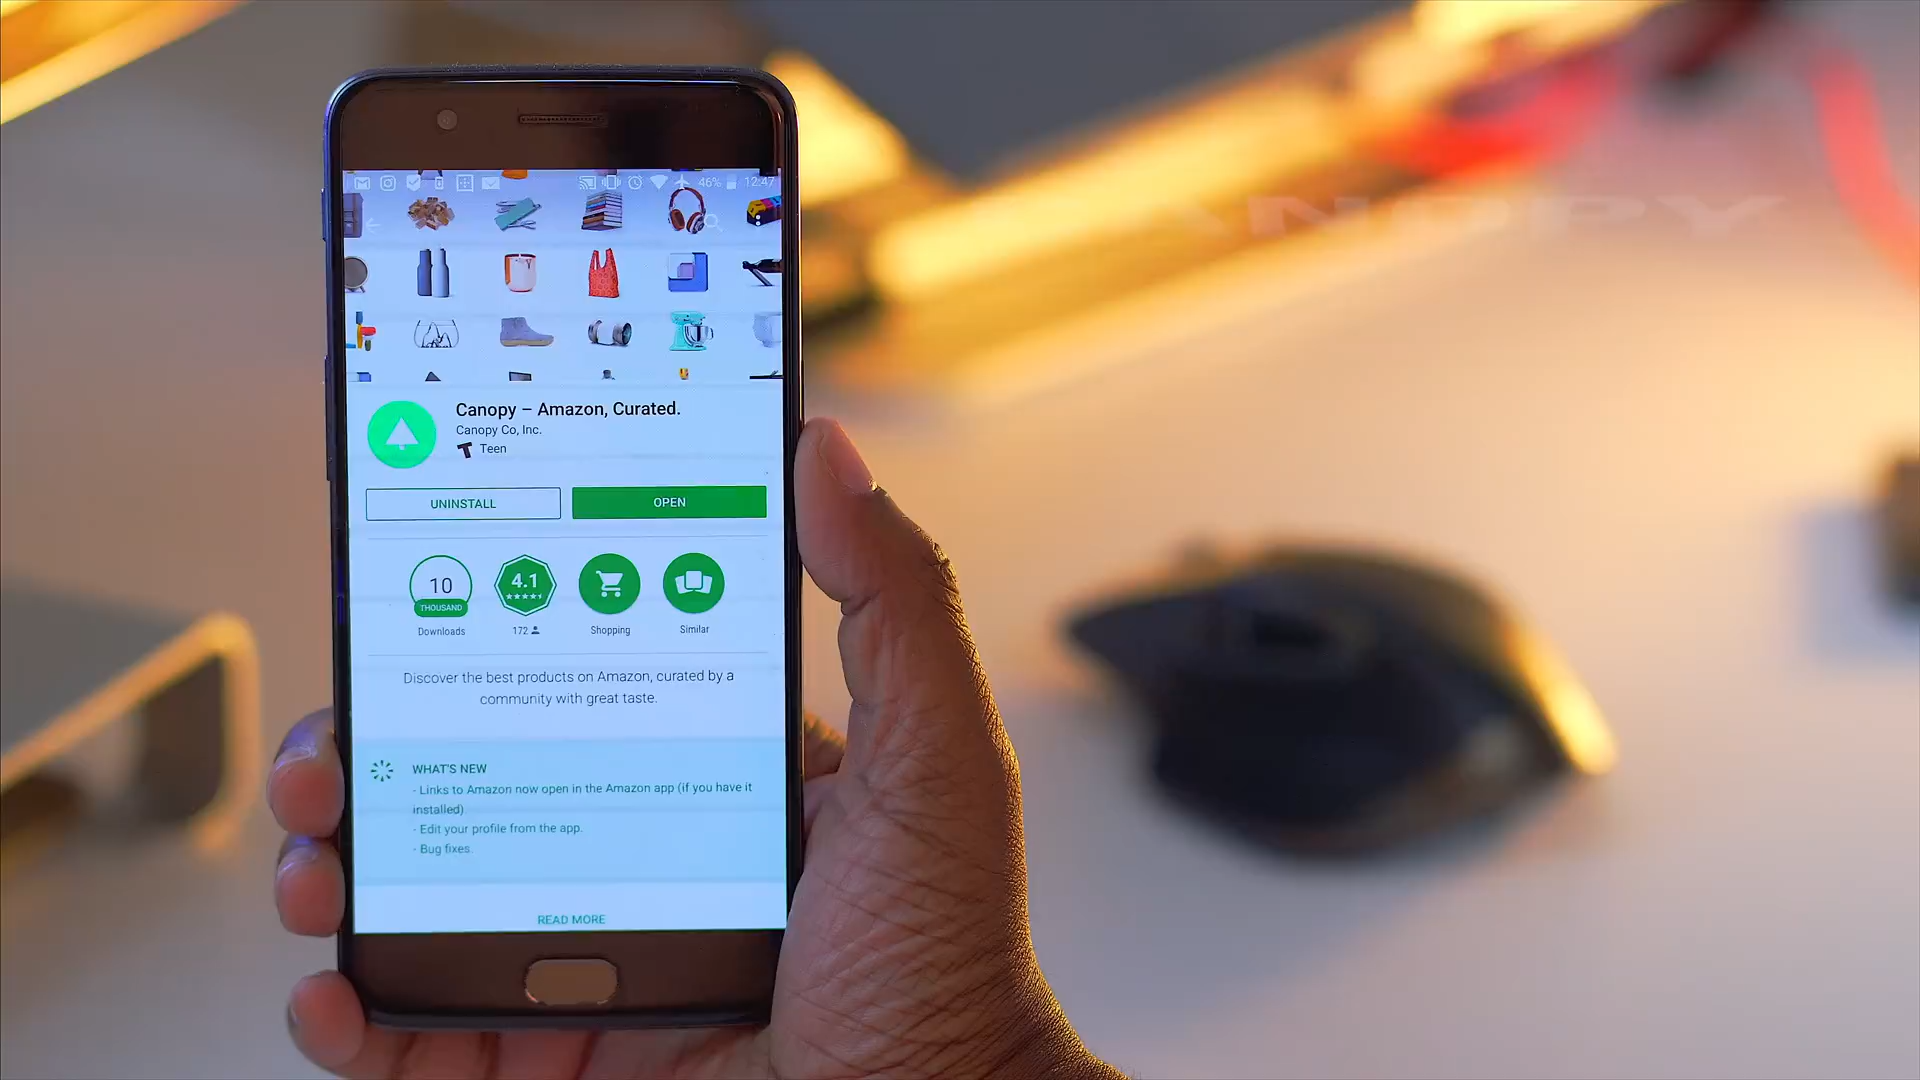 46% 12:47
Canopy – Amazon, Curated.
Canopy Co, Inc.
Teen
UNINSTALL
OPEN
10
THOUSAND
4.1
Downloads
172
Shopping
Similar
Discover the best products on Amazon, curated by a
community with great taste.
WHAT'S NEW
- Links to Amazon now open in the Amazon app (if you have it
installed)
- Edit your profile from the app.
- Bug fixes.
READ MORE